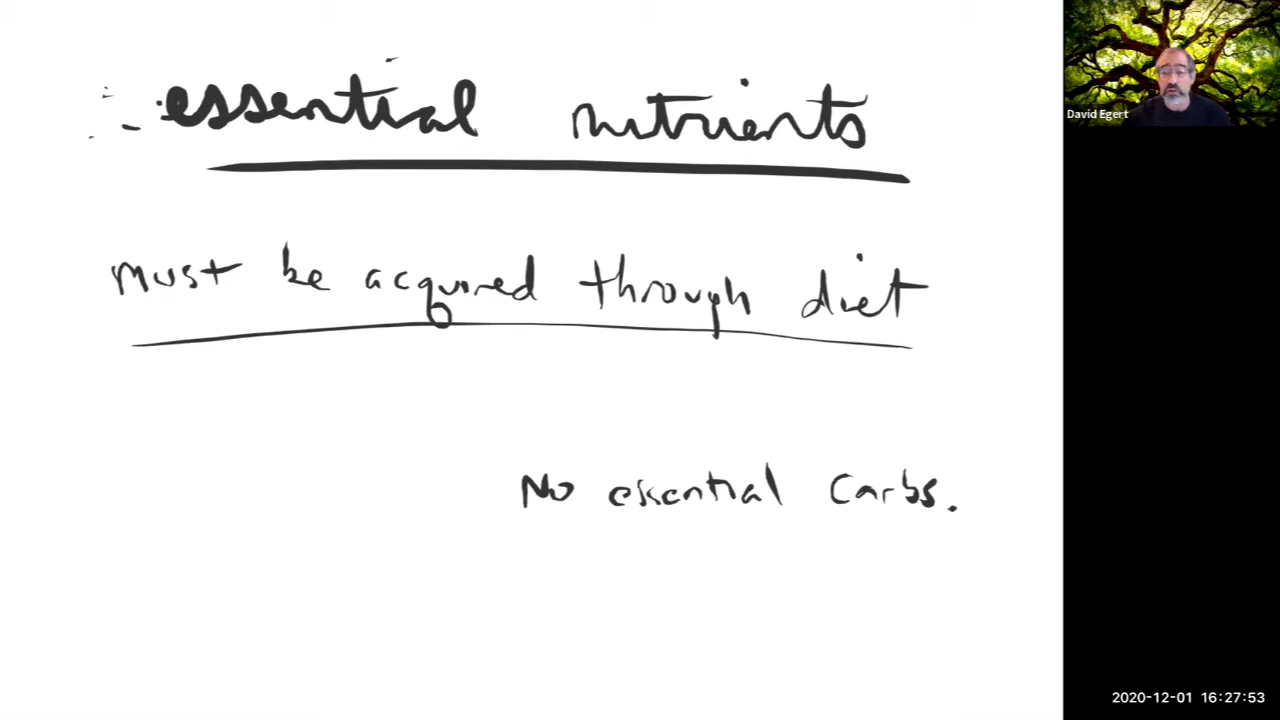 essential nutrients
David Egert
must be acquired through diet
No essential carbs.
2020-12-01 16:27:53